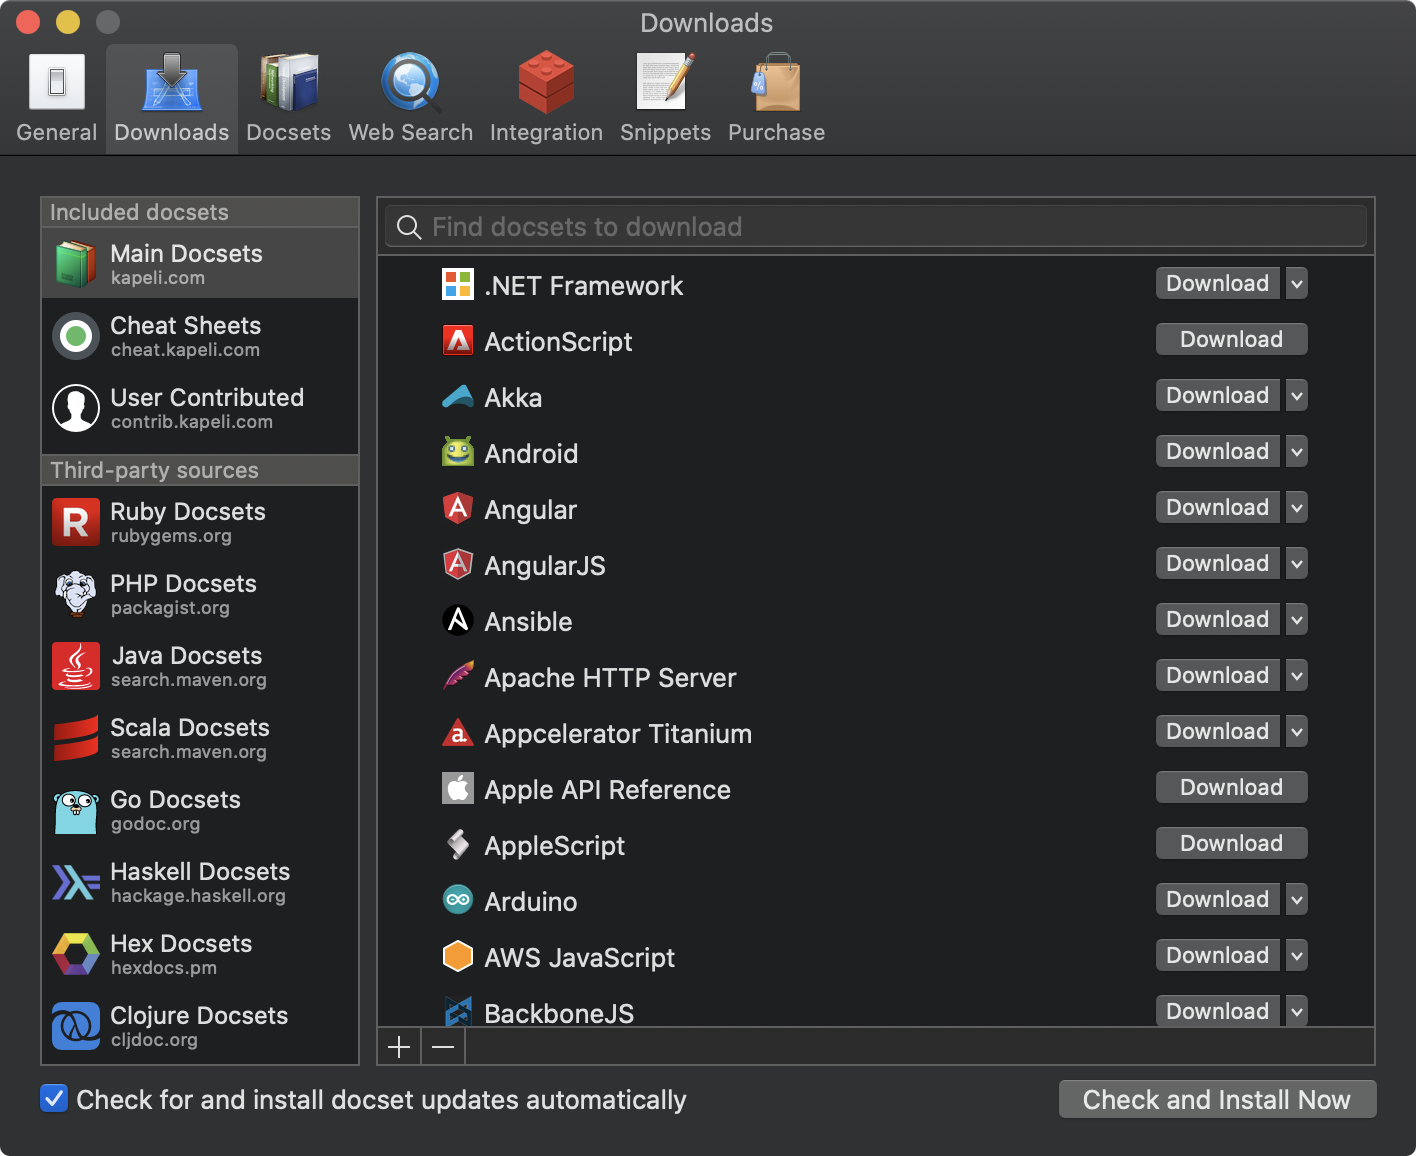 Downloads
General
Downloads
Docsets
Web Search
Integration
Snippets
Purchase
Included docsets
Main Docsets
kapeli.com
Cheat Sheets
cheat.kapeli.com
User Contributed
contrib.kapeli.com
Third-party sources
Ruby Docsets
rubygems.org
PHP Docsets
packagist.org
Java Docsets
search.maven.org
Scala Docsets
search.maven.org
Go Docsets
godoc.org
Haskell Docsets
hackage.haskell.org
Hex Docsets
hexdocs.pm
Clojure Docsets
cljdoc.org
Find docsets to download
.NET Framework Download
ActionScript Download
Akka Download
Android Download
Angular Download
AngularJS Download
Ansible Download
Apache HTTP Server Download
Appcelerator Titanium Download
Apple API Reference Download
AppleScript Download
Arduino Download
AWS JavaScript Download
BackboneJS Download
Check for and install docset updates automatically
Check and Install Now